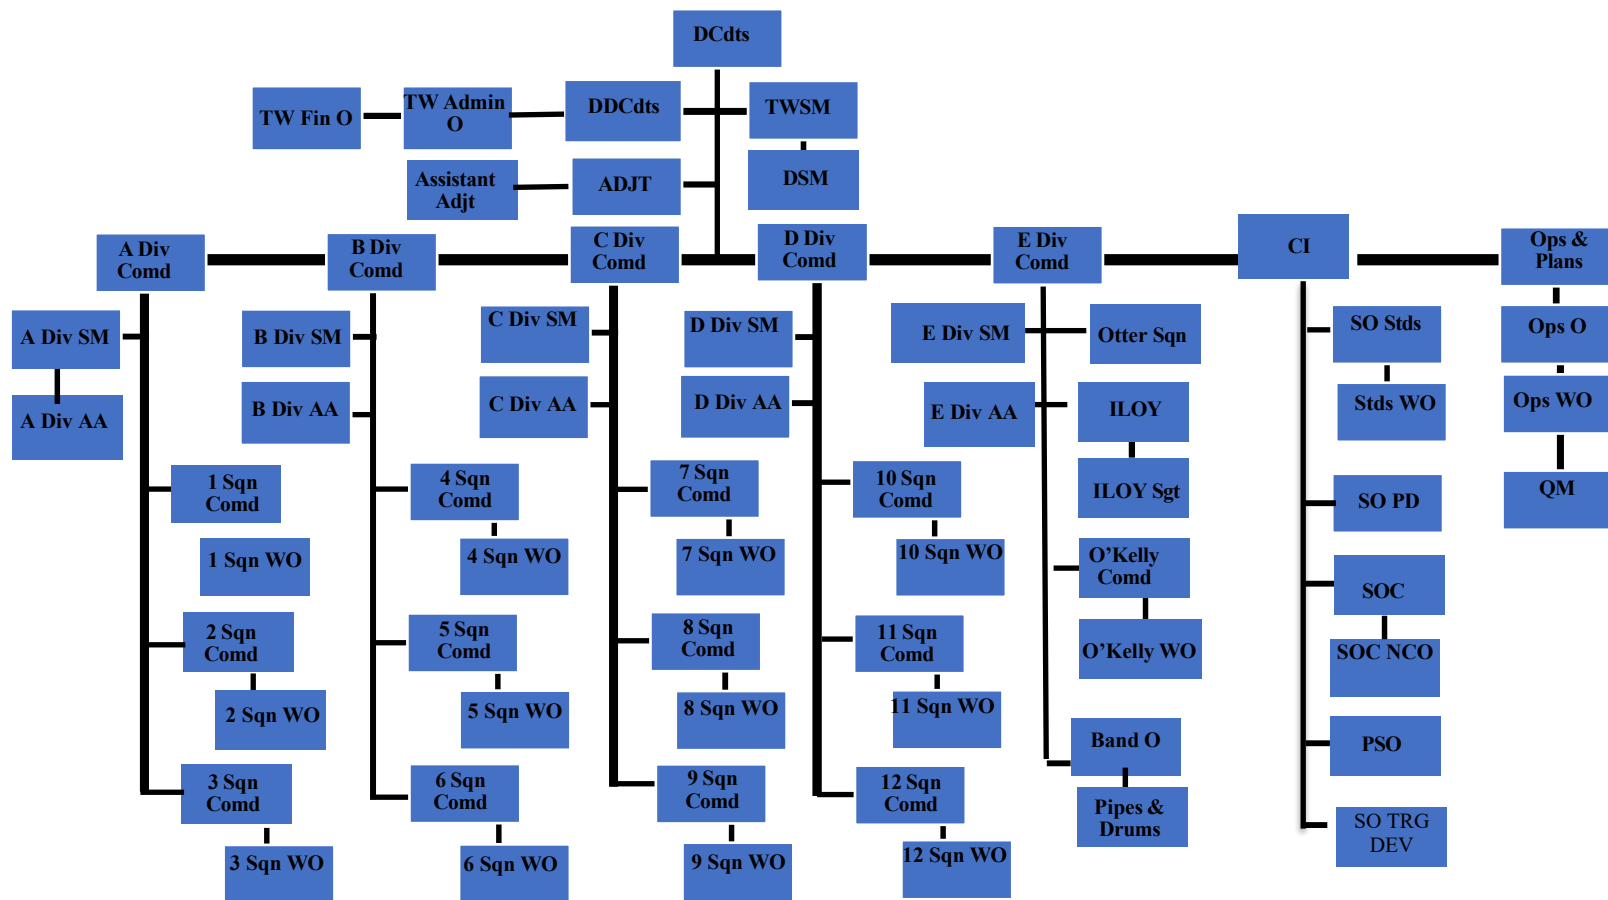 DCdts
TW Fin O
TW Admin
O
DDCdts
TWSM
Assistant
Adjt
ADJT
DSM
A Div
Comd
B Div
Comd
C Div
Comd
D Div
Comd
E Div
Comd
CI
Ops &
Plans
A Div SM
A Div AA
1 Sqn
Comd
1 Sqn WO
2 Sqn
Comd
2 Sqn WO
3 Sqn
Comd
3 Sqn WO
B Div SM
B Div AA
4 Sqn
Comd
4 Sqn WO
5 Sqn
Comd
5 Sqn WO
6 Sqn
Comd
6 Sqn WO
C Div SM
C Div AA
7 Sqn
Comd
7 Sqn WO
8 Sqn
Comd
8 Sqn WO
9 Sqn
Comd
9 Sqn WO
D Div SM
D Div AA
10 Sqn
Comd
10 Sqn WO
11 Sqn
Comd
11 Sqn WO
12 Sqn
Comd
12 Sqn WO
E Div SM
Otter Sqn
E Div AA
ILOY
ILOY Sgt
O’Kelly
Comd
O’Kelly WO
Band O
Pipes &
Drums
SO Stds
Stds WO
SO PD
SOC
SOC NCO
PSO
SO TRG
DEV
Ops O
Ops WO
QM